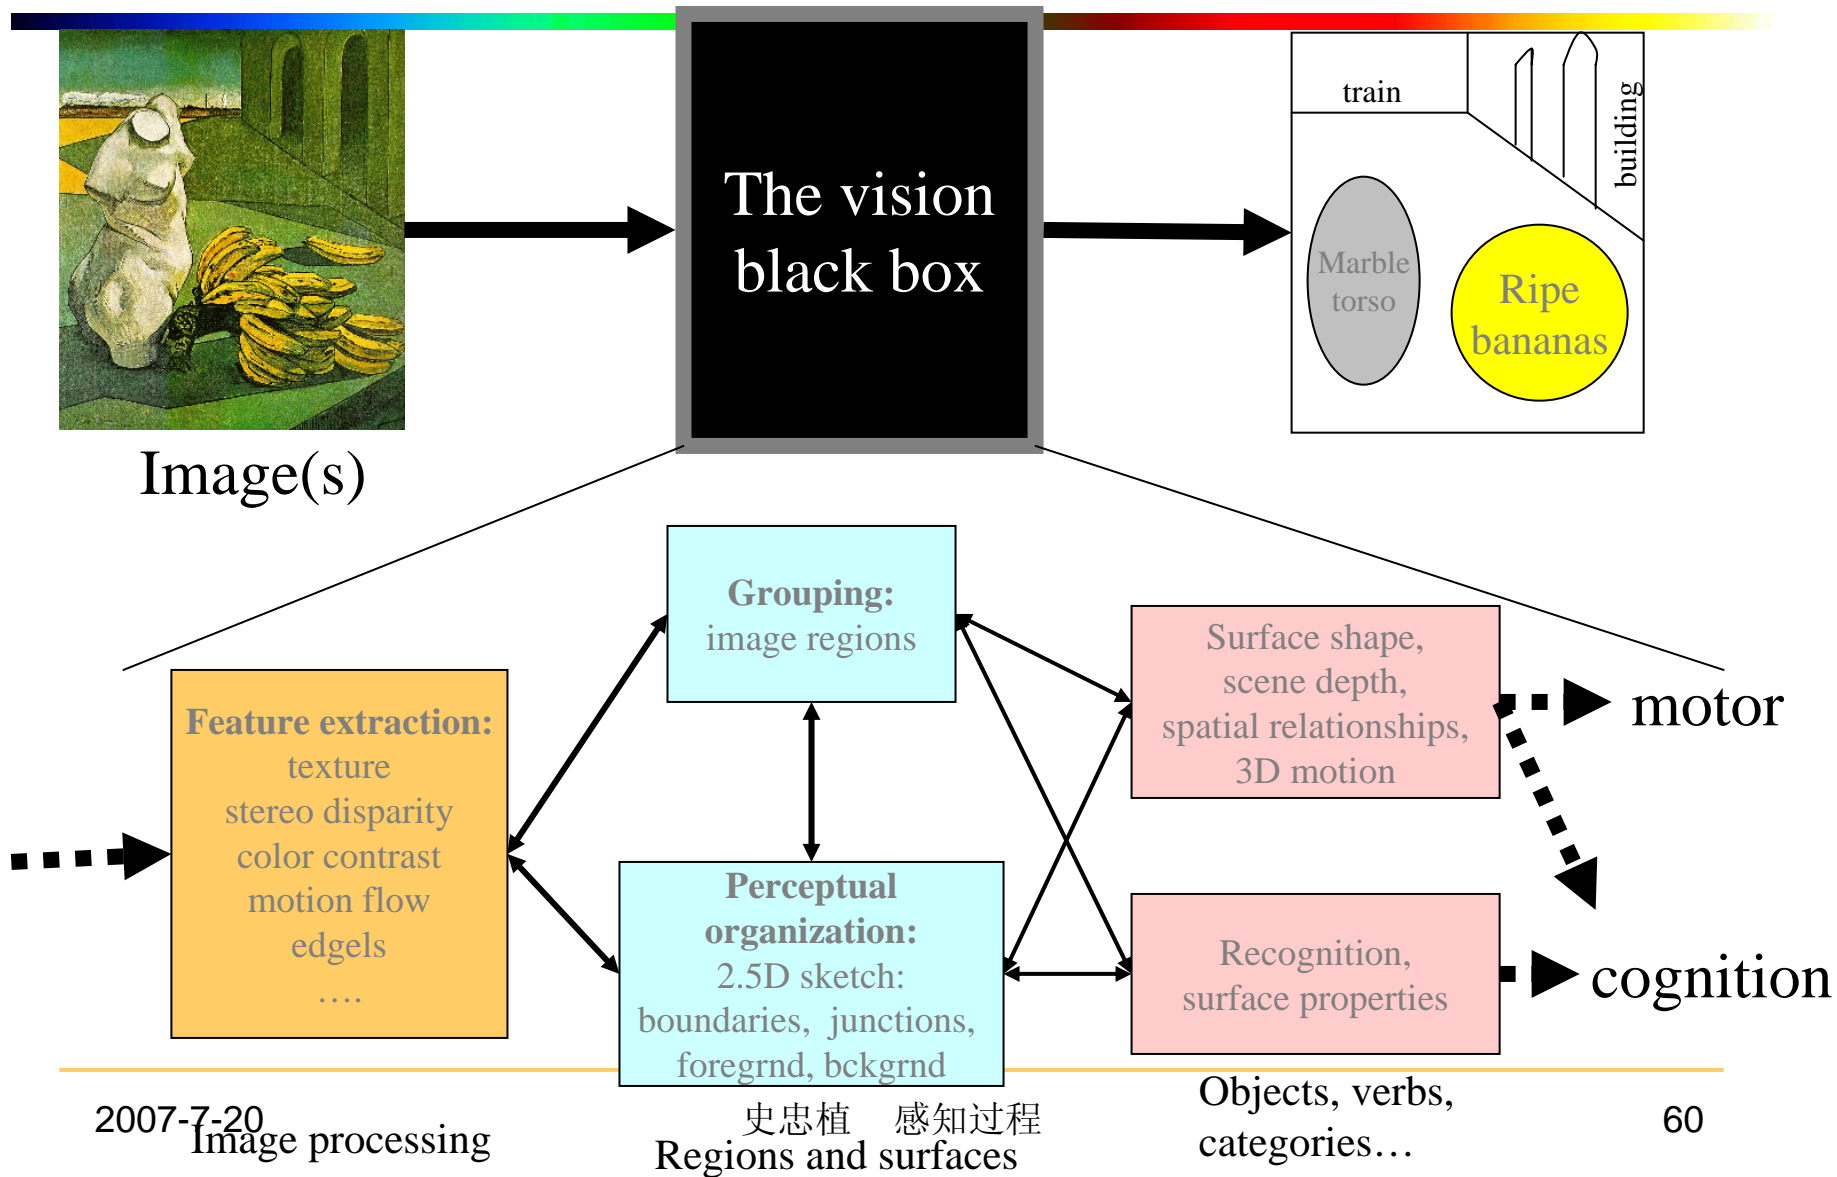 The vision
black box
train
building
Marble
torso
Ripe
bananas
Image(s)
Grouping:
image regions
Feature extraction:
texture
stereo disparity
color contrast
motion flow
edgels
….
Perceptual
organization:
2.5D sketch:
boundaries, junctions,
foregrnd, bckgrnd
Surface shape,
scene depth,
spatial relationships,
3D motion
Recognition,
surface properties
motor
cognition
2007-7-20
Image processing
史忠植 感知过程
Regions and surfaces
Objects, verbs,
categories…
60